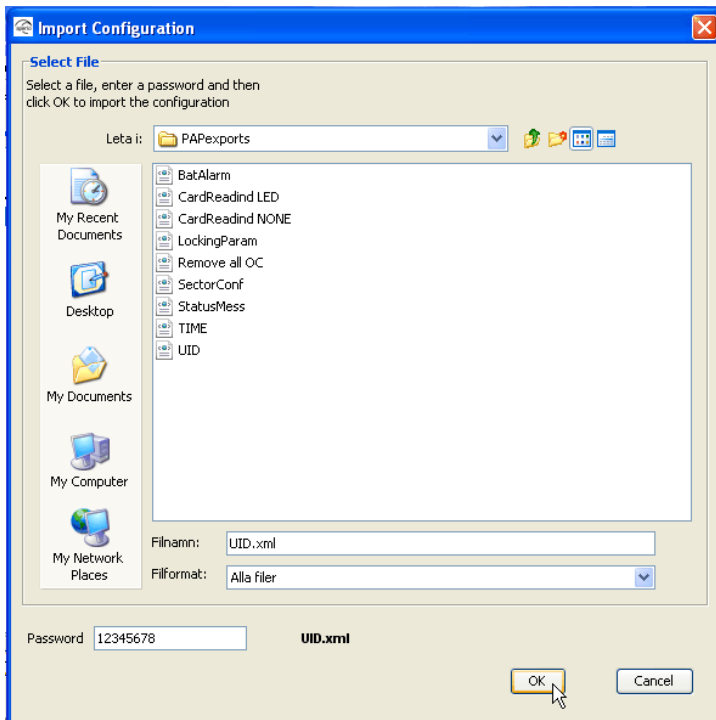 Import Configuration
Select File
Select a file, enter a password and then
click OK to import the configuration
Leta i:
PAPexports
My Recent
Documents
Desktop
My Documents
My Computer
My Network
Places
BatAlarm
CardReadind LED
CardReadind NONE
LockingParam
Remove all OC
SectorConf
StatusMess
TIME
UID
Filnamn:
UID.xml
Filformat:
Alla filer
Password
12345678
UID.xml
OK
Cancel